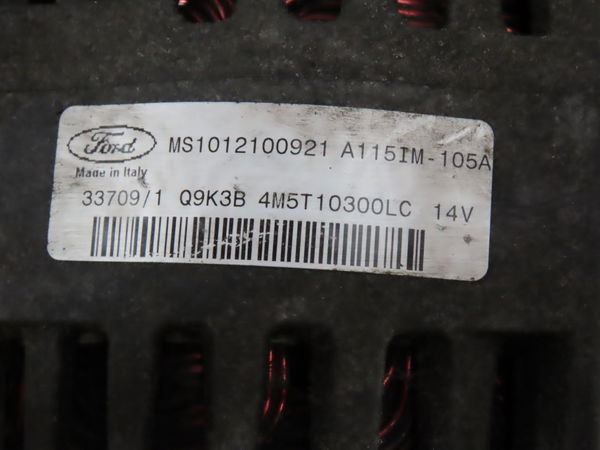 Ford MS1012100921 A115IM-105A
Made in Italy
33709/1 Q9K3B 4M5T10300LC 14V